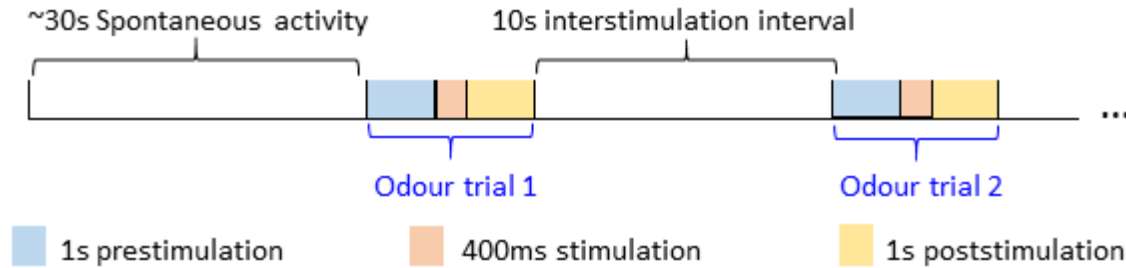 ~30s Spontaneous activity
10s interstimulation interval
...
Odour trial 1
Odour trial 2
1s prestimulation
400ms stimulation
1s poststimulation